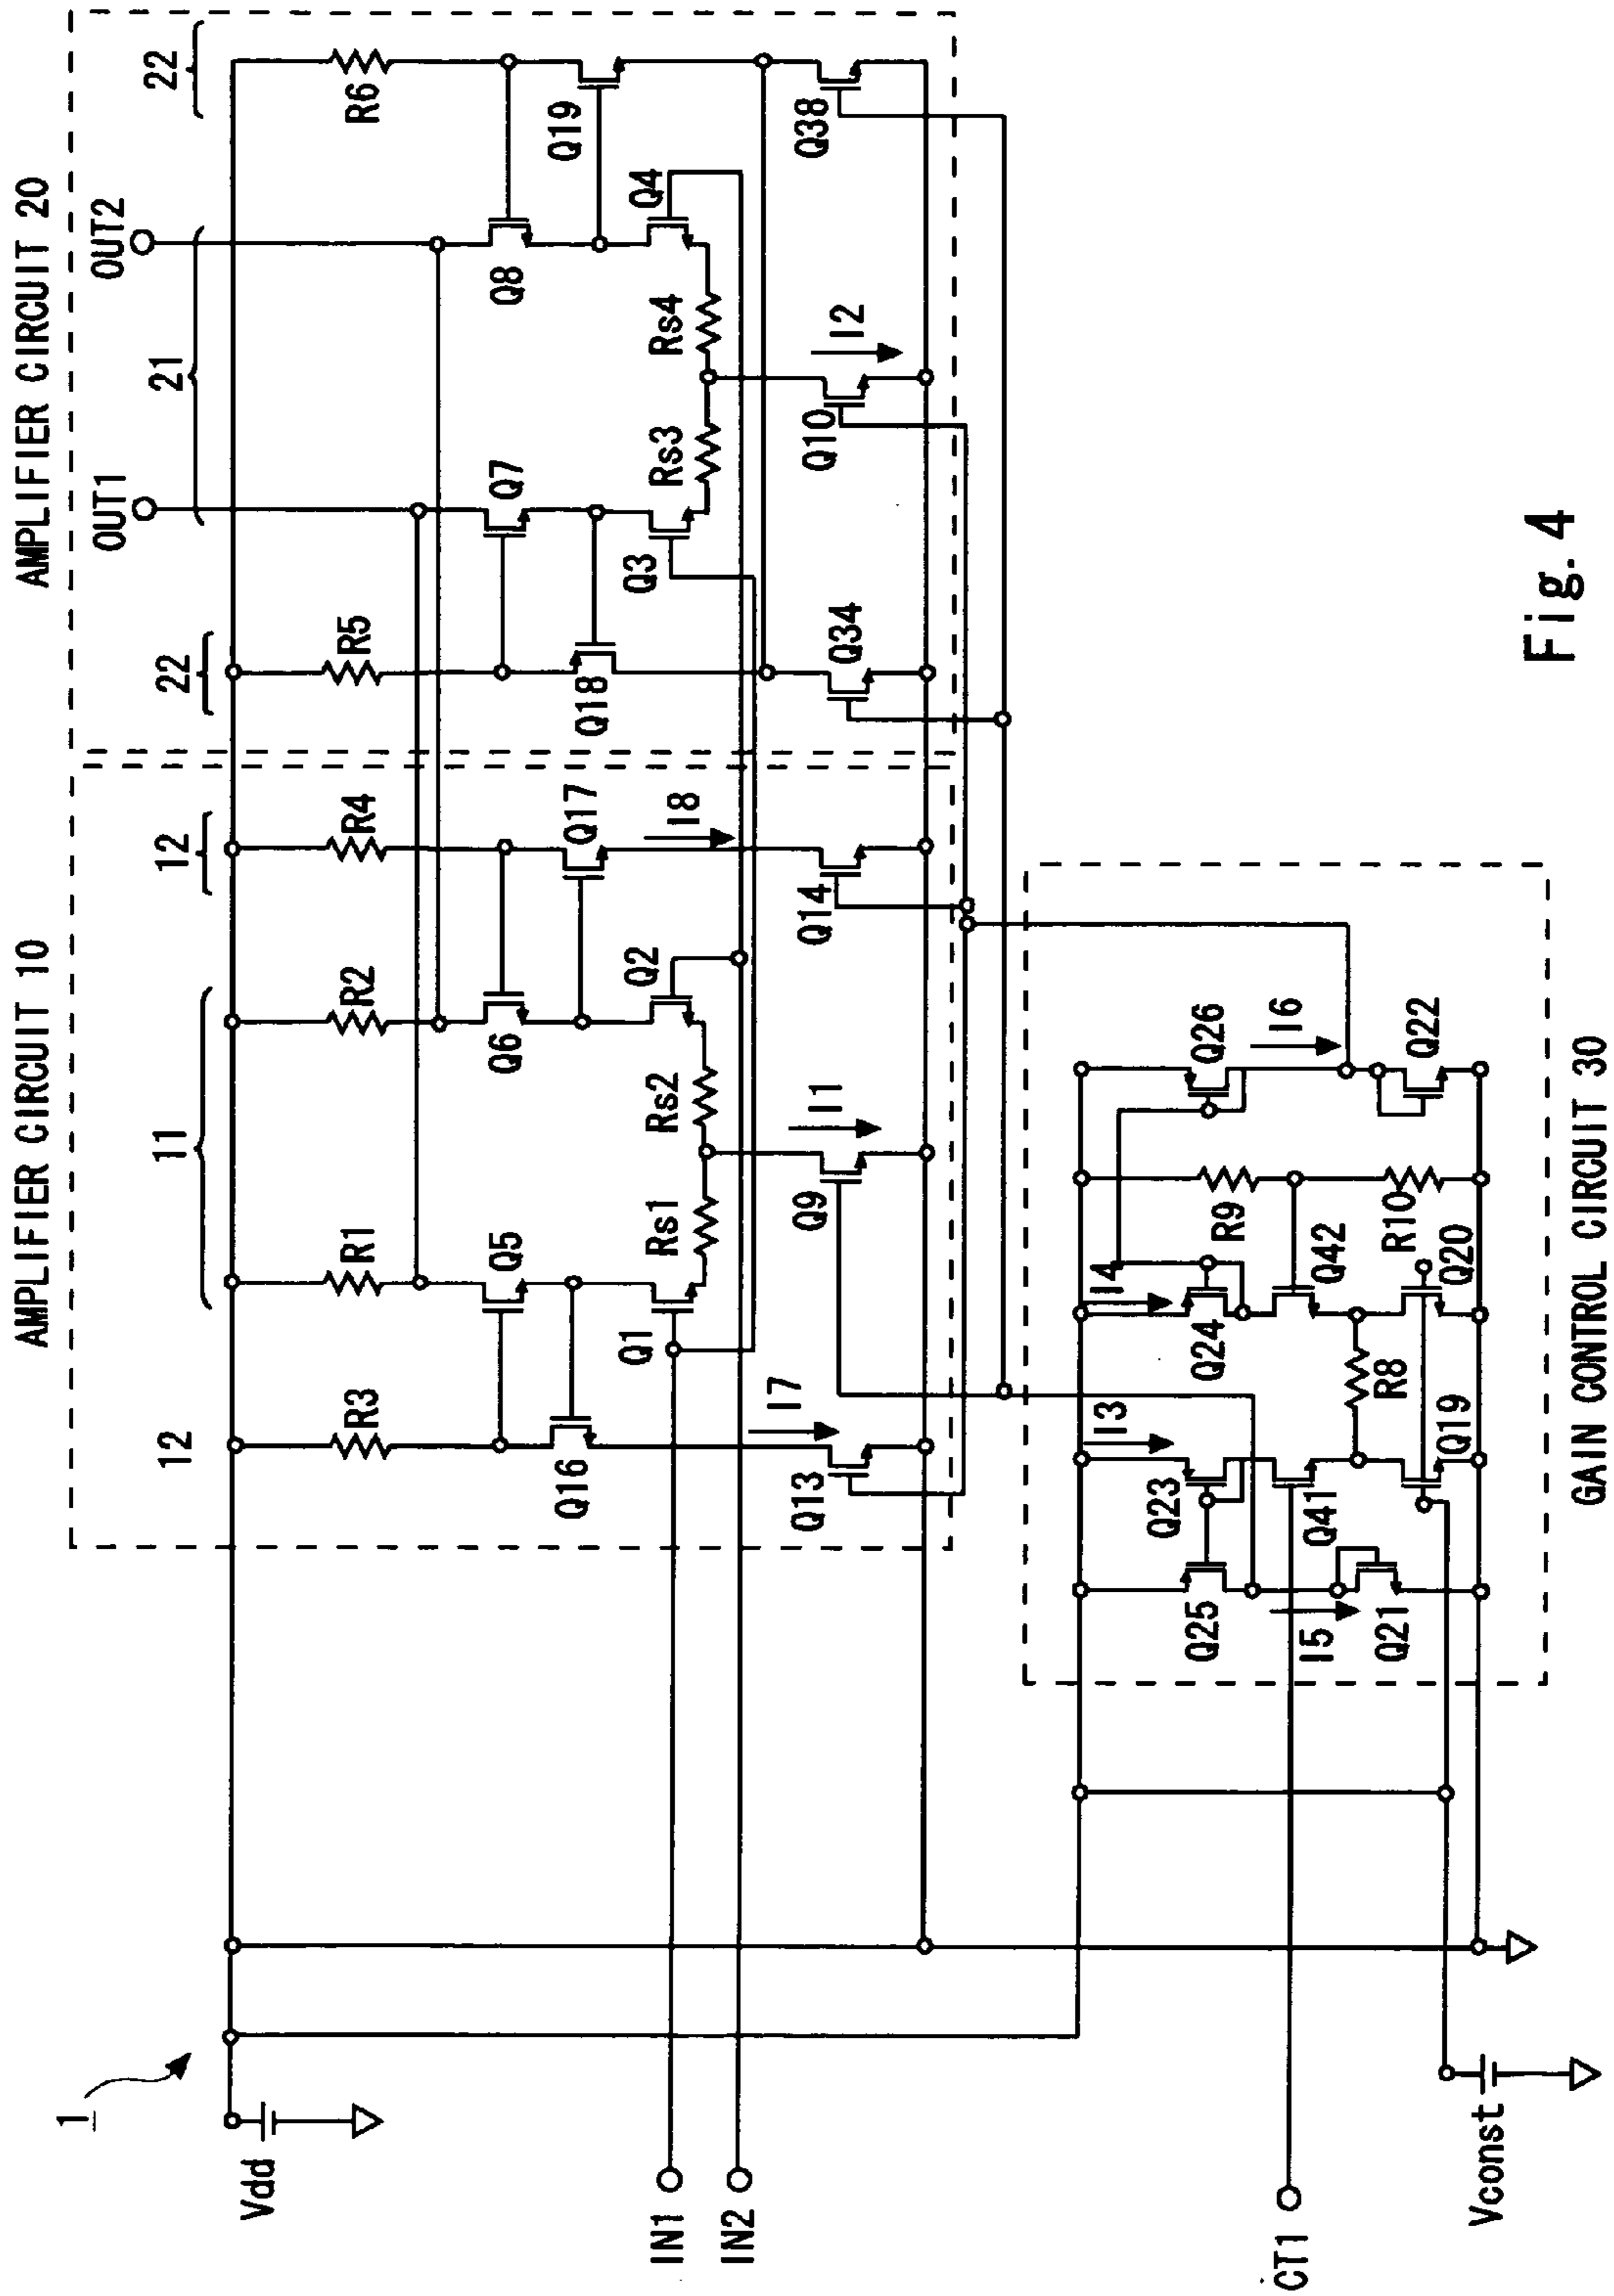 AMPLIFIER CIRCUIT 10
AMPLIFIER CIRCUIT 20
1
OUT1
OUT2
12
11
12
22
21
22
Vdd
R3
R1
R2
R4
R5
R6
Q5
Q6
Q7
Q8
Q16
Q17
Q18
Q19
IN1
Q1
Rs1
Rs2
Q2
I8
Q3
Rs3
Rs4
Q4
IN2
I7
Q13
Q9
I1
Q14
Q34
Q10
I2
Q38
I3
I4
Q25
Q23
Q24
R9
Q26
I6
CT1
I5
Q21
Q41
R8
Q42
R10
Q22
Q19
Q20
Vconst
GAIN CONTROL CIRCUIT 30
Fig. 4